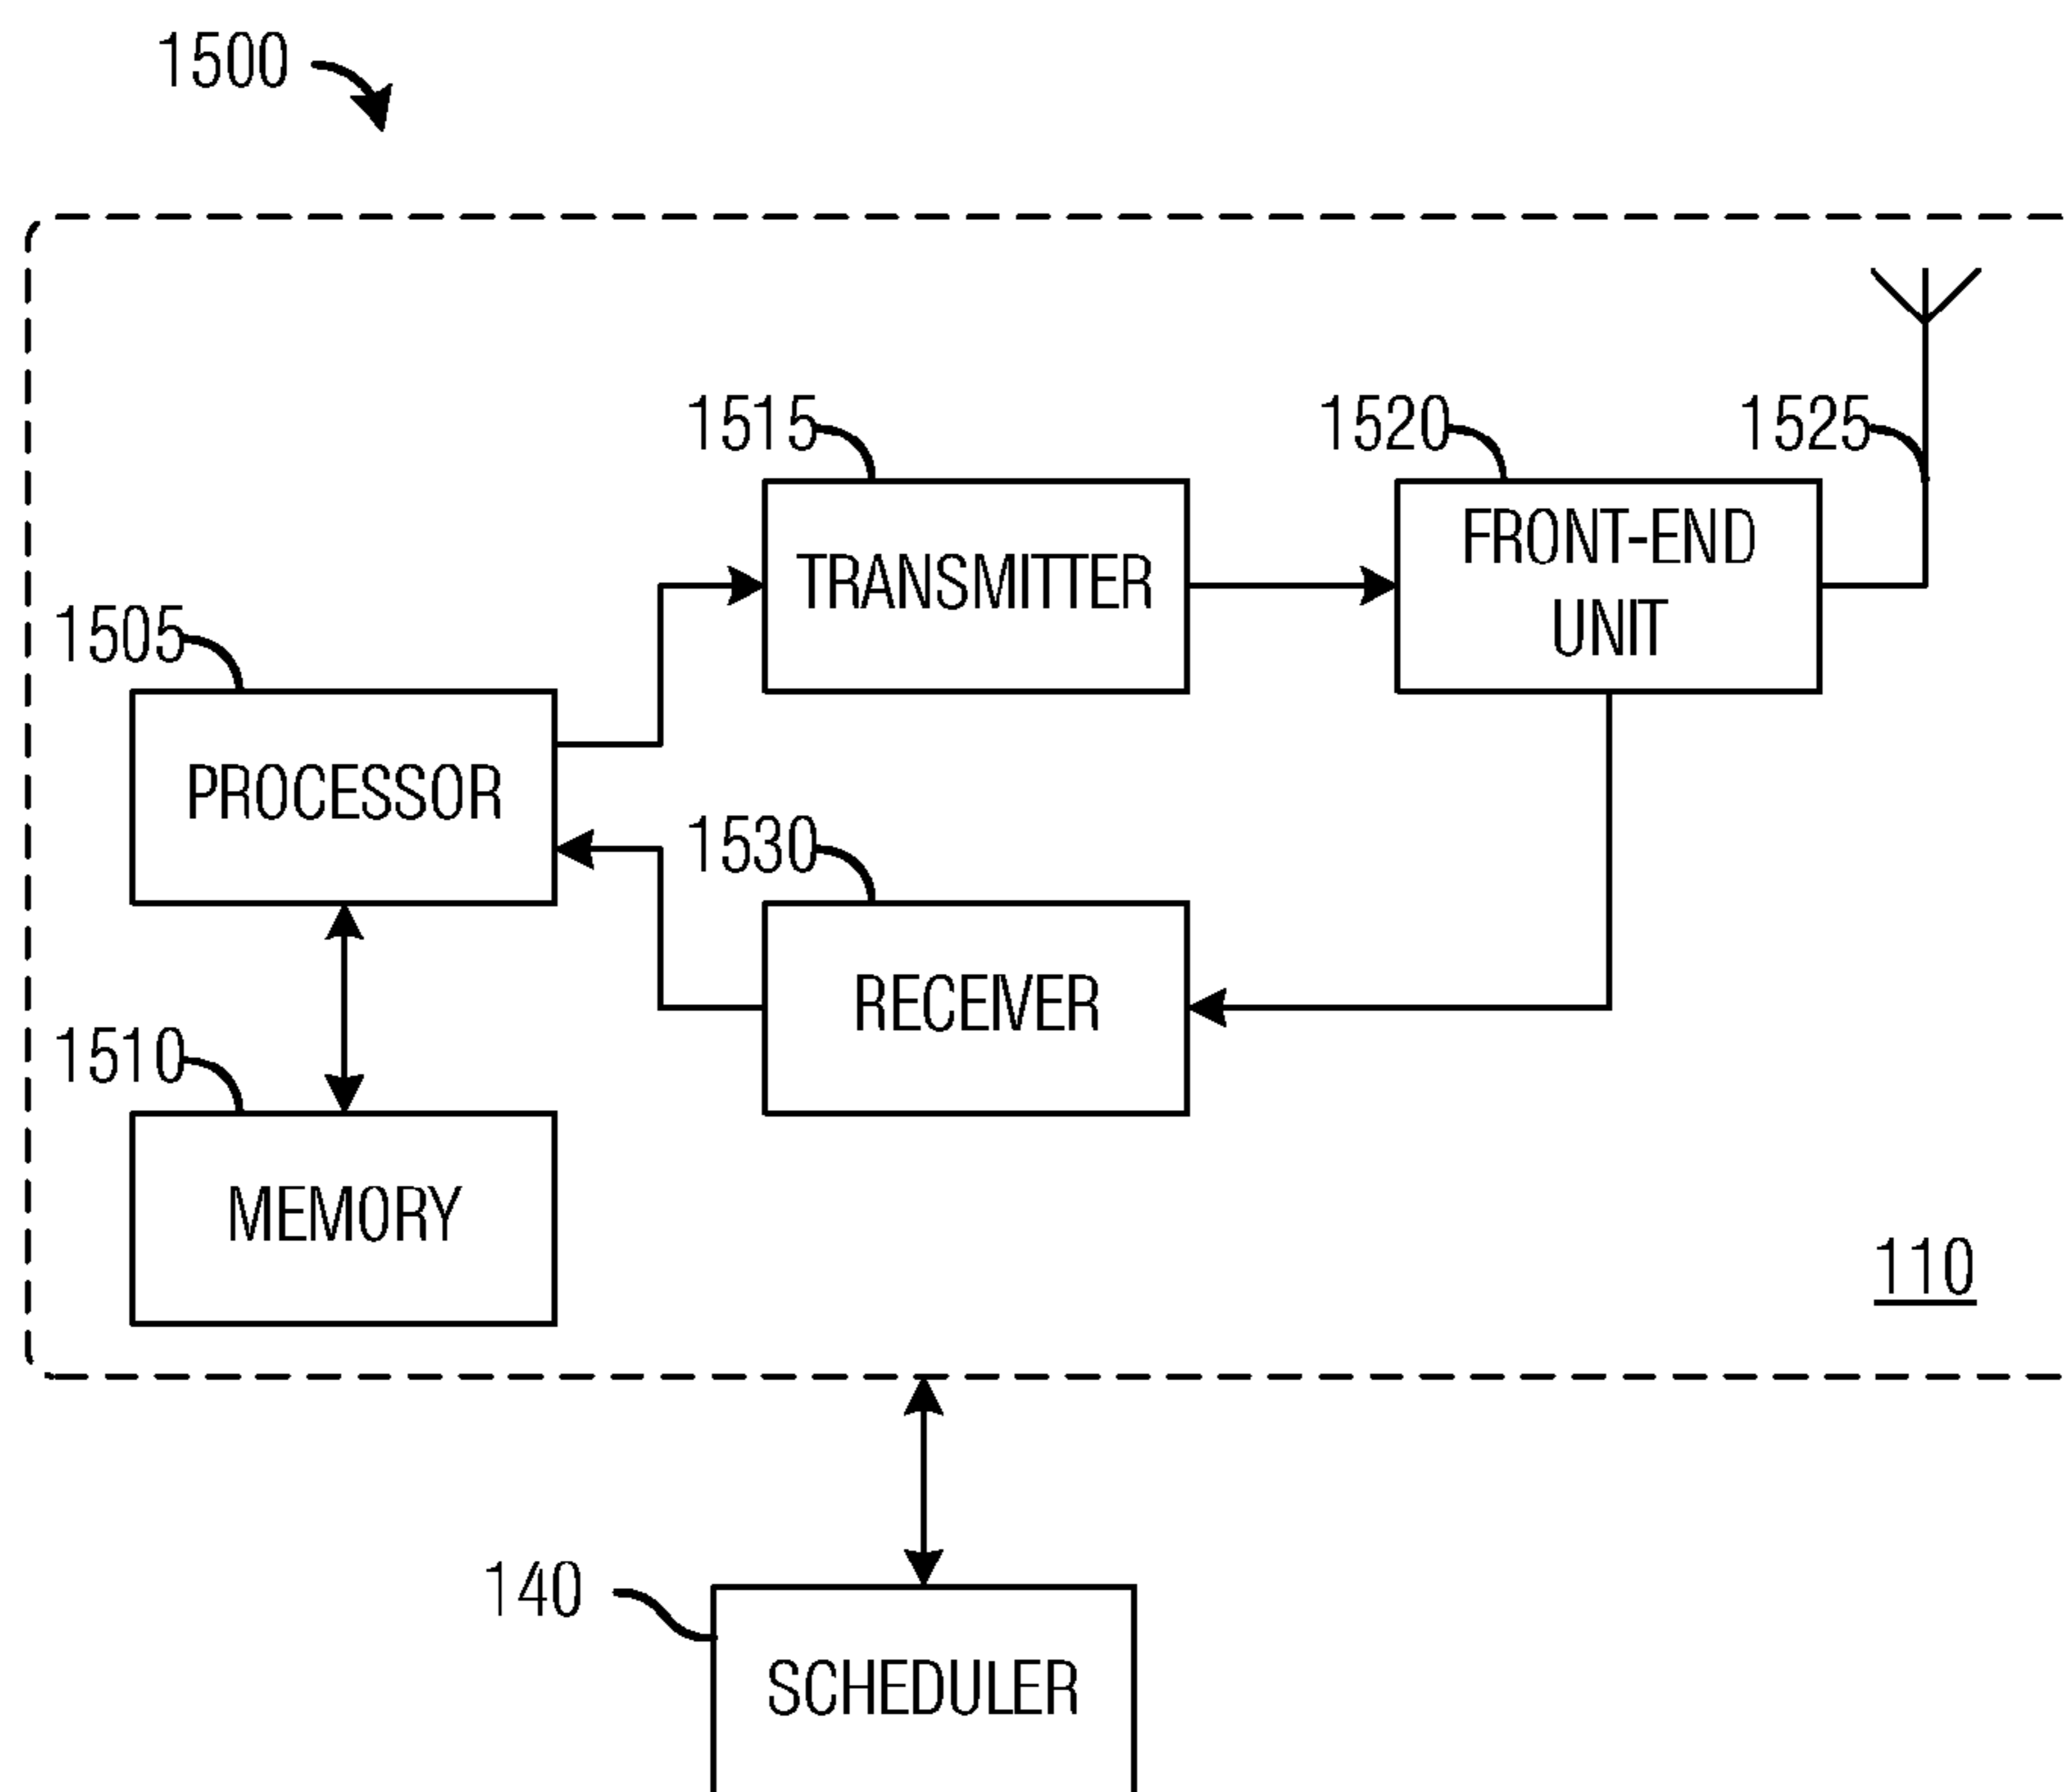 1500
1515
1520
1525
TRANSMITTER
FRONT-END
UNIT
1505
PROCESSOR
1530
RECEIVER
1510
MEMORY
110
140
SCHEDULER